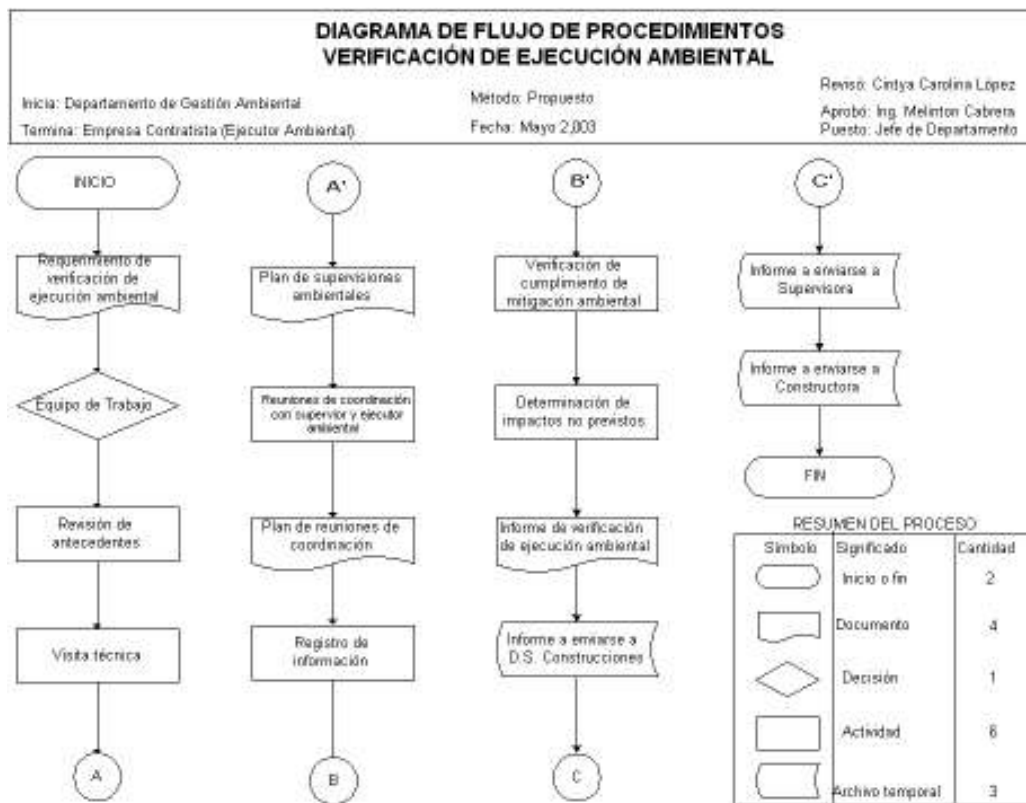 DIAGRAMA DE FLUJO DE PROCEDIMIENTOS
VERIFICACIÓN DE EJECUCIÓN AMBIENTAL
Inicia: Departamento de Gestión Ambiental
Termina: Empresa Contratista (Ejecutor Ambiental)
Método: Propuesto
Fecha: Mayo 2,003
Revisó: Cintya Carolina López
Aprobó: Ing. Melinton Cabrera
Puesto: Jefe de Departamento
INICIO
Requerimiento de
verificación de
ejecución ambiental
Equipo de Trabajo
Revisión de
antecedentes
Visita técnica
A
A'
Plan de supervisiones
ambientales
Reuniones de coordinación
con supervior y ejecutor
ambiental
Plan de reuniones de
coordinación
Registro de
información
B
B'
Verificación de
cumplimiento de
mitigación ambiental
Determinación de
impactos no previstos
Informe de verificación
de ejecución ambiental
Informe a enviarse a
D.S. Construcciones
C
C'
Informe a enviarse a
Supervisora
Informe a enviarse a
Constructora
FIN
RESUMEN DEL PROCESO
Símbolo Significado Cantidad
Inicio o fin 2
Documento 4
Decisión 1
Actividad 6
Archivo temporal 3